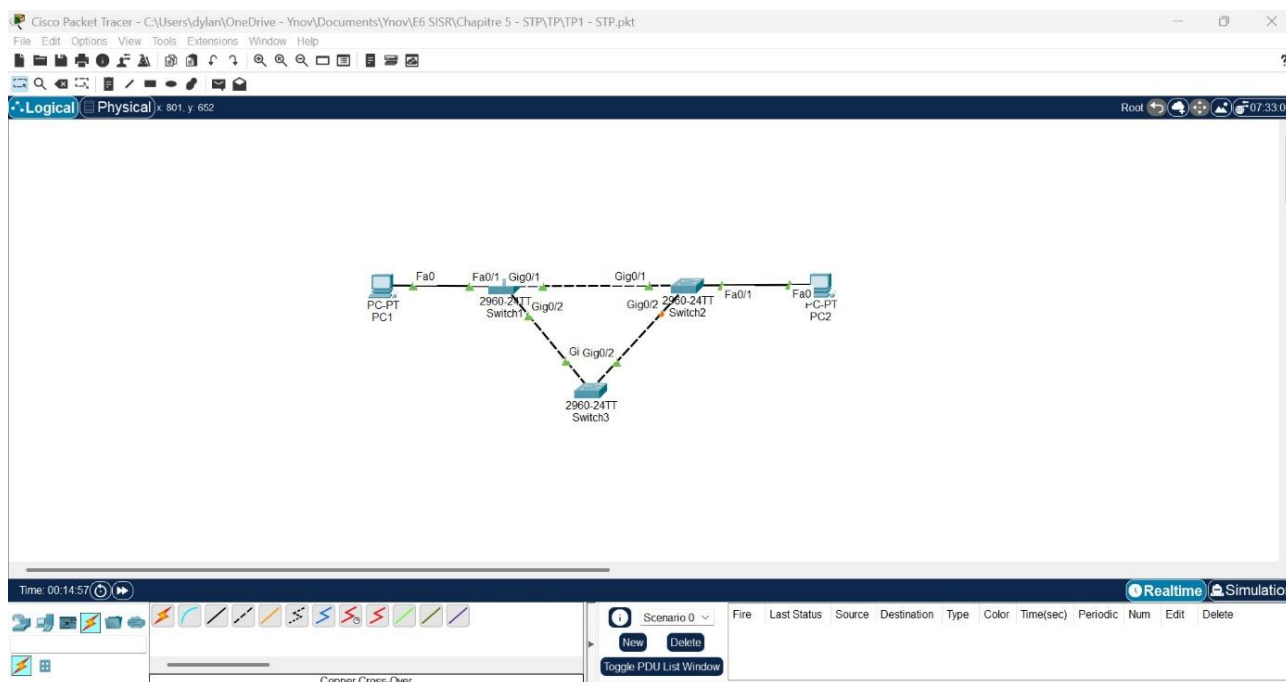 Cisco Packet Tracer - C:\Users\dylan\OneDrive - Ynov\Documents\Ynov\E6 SISR\Chapitre 5 - STP\TP\TP1 - STP.pkt
File Edit Options View Tools Extensions Window Help
?
Logical Physical x: 801, y: 652 Root 07:33:0
Fa0 Fa0/1 Gig0/1 Gig0/1
PC-PT 2960-24TT Gig0/2 Gig0/2 2960-24TT Fa0/1 Fa0 PC-PT
PC1 Switch1 Switch2 PC2
Gi Gig0/2
2960-24TT
Switch3
Time: 00:14:57 Realtime Simulatio
Scenario 0 Fire Last Status Source Destination Type Color Time(sec) Periodic Num Edit Delete
New Delete
Toggle PDU List Window
Copper Cross-Over